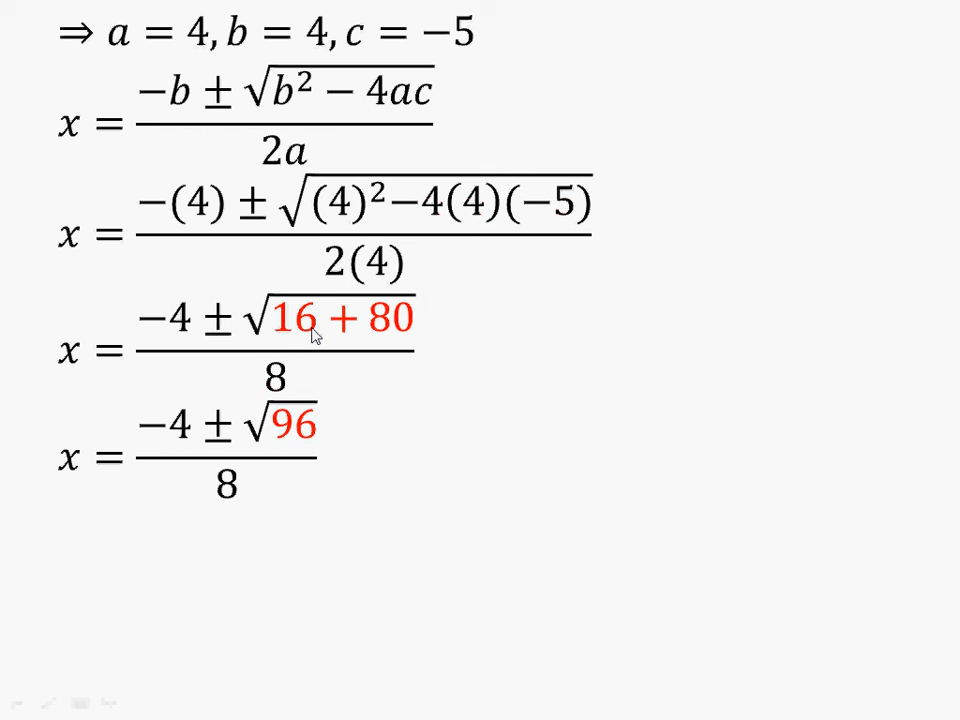 ⇒ a = 4, b = 4, c = −5
x = (−b ± √(b² − 4ac)) / 2a
x = (−(4) ± √((4)²−4(4)(−5))) / 2(4)
x = (−4 ± √(16 + 80)) / 8
x = (−4 ± √96) / 8